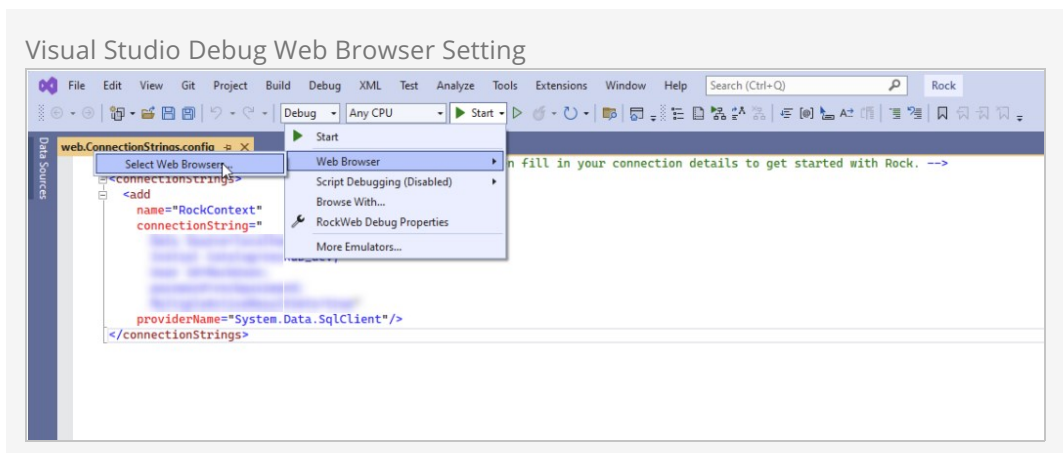 Visual Studio Debug Web Browser Setting
File Edit View Git Project Build Debug XML Test Analyze Tools Extensions Window Help Search (Ctrl+Q) Rock
Debug Any CPU Start
Data Sources
web.ConnectionStrings.config
Start
Web Browser
Select Web Browser...
n fill in your connection details to get started with Rock. -->
Script Debugging (Disabled)
Browse With...
RockWeb Debug Properties
More Emulators...
<connectionStrings>
<add
name="RockContext"
connectionString="
providerName="System.Data.SqlClient"/>
</connectionStrings>